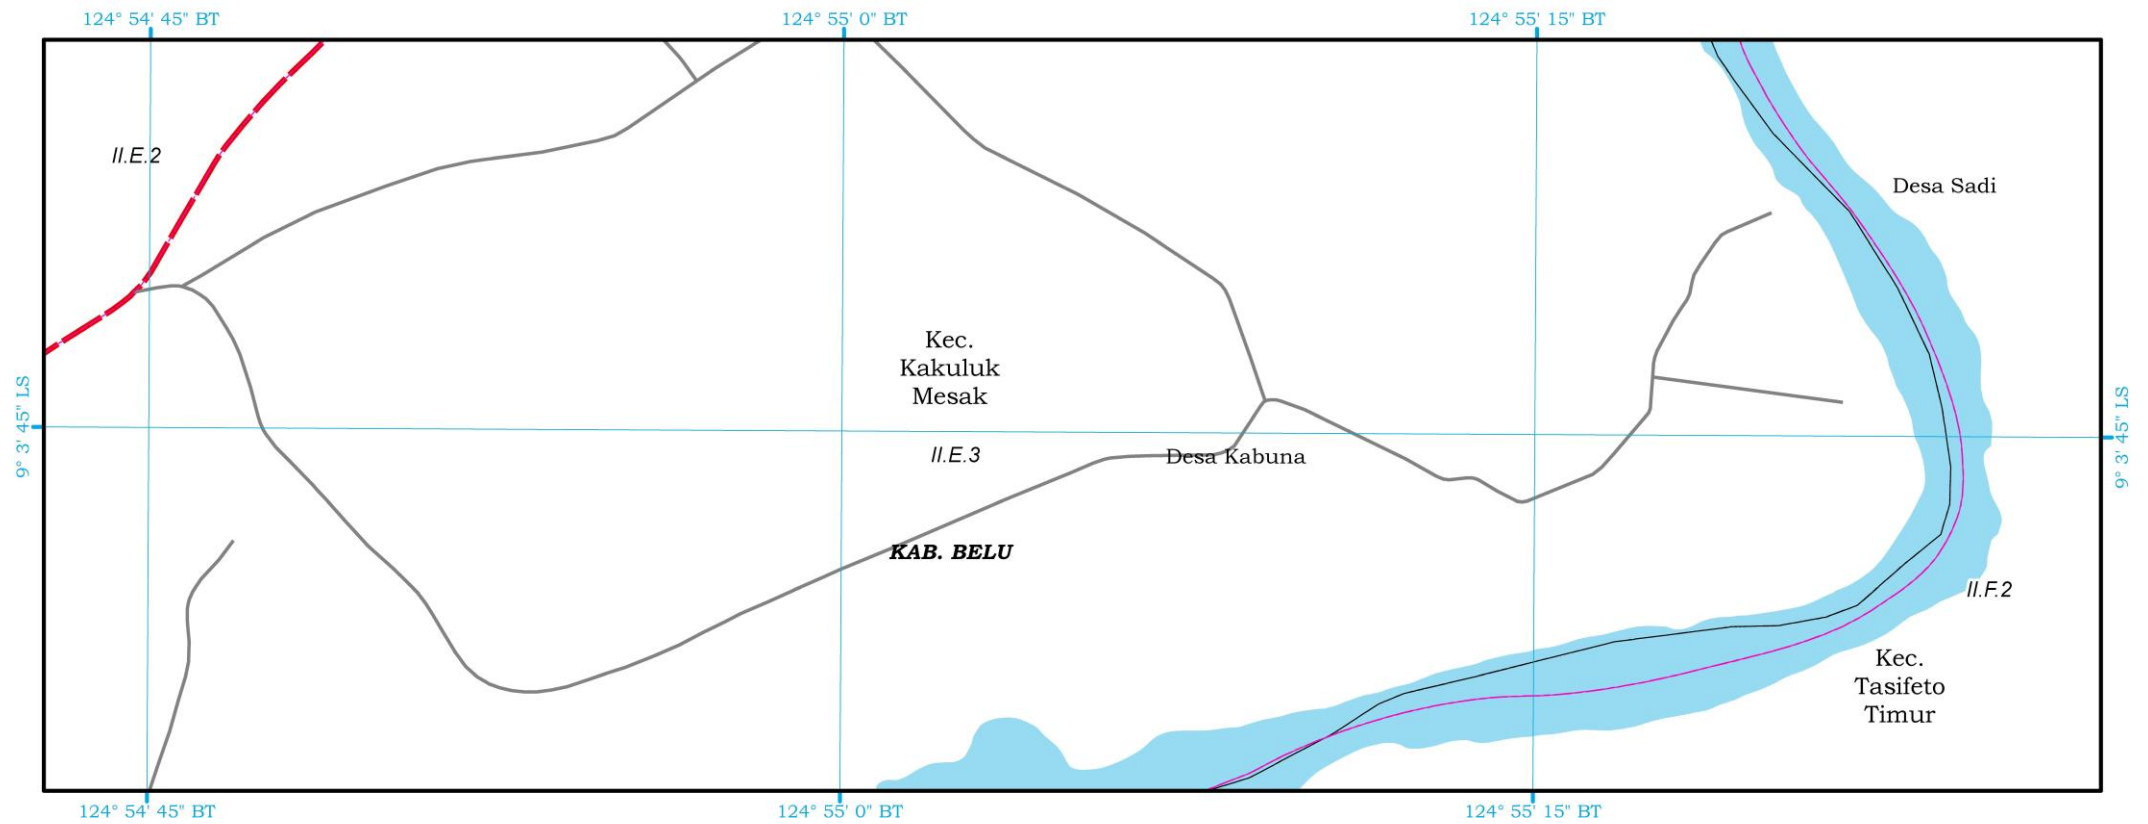 124° 54' 45" BT
124° 55' 0" BT
124° 55' 15" BT
II.E.2
Desa Sadi
Kec.
Kakuluk
Mesak
9° 3' 45" LS
9° 3' 45" LS
II.E.3
Desa Kabuna
KAB. BELU
II.F.2
Kec.
Tasifeto
Timur
124° 54' 45" BT
124° 55' 0" BT
124° 55' 15" BT